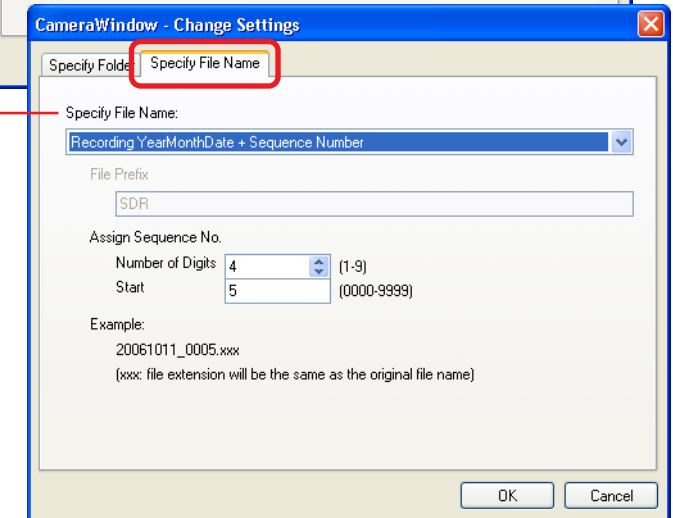 CameraWindow - Change Settings
Specify Folder Specify File Name
Specify File Name:
Recording YearMonthDate + Sequence Number
File Prefix
SDR
Assign Sequence No.
Number of Digits 4 (1-9)
Start 5 (0000-9999)
Example:
20061011_0005.xxx
(xxx: file extension will be the same as the original file name)
OK Cancel